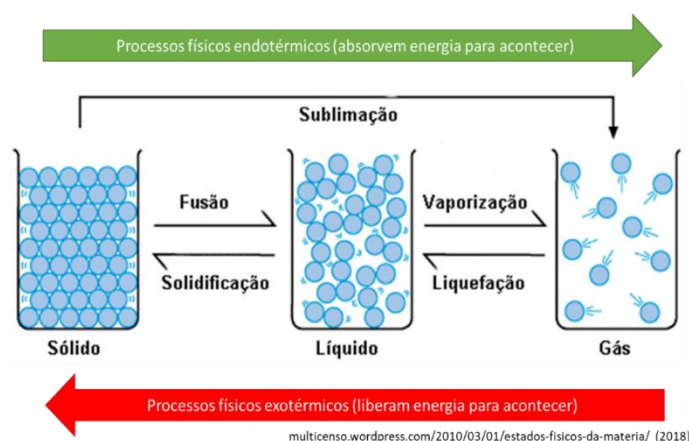 Processos físicos endotérmicos (absorvem energia para acontecer)
Sublimação
Fusão
Vaporização
Solidificação
Liquefação
Sólido
Líquido
Gás
Processos físicos exotérmicos (liberam energia para acontecer)
multicenso.wordpress.com/2010/03/01/estados-fisicos-da-materia/ (2018)